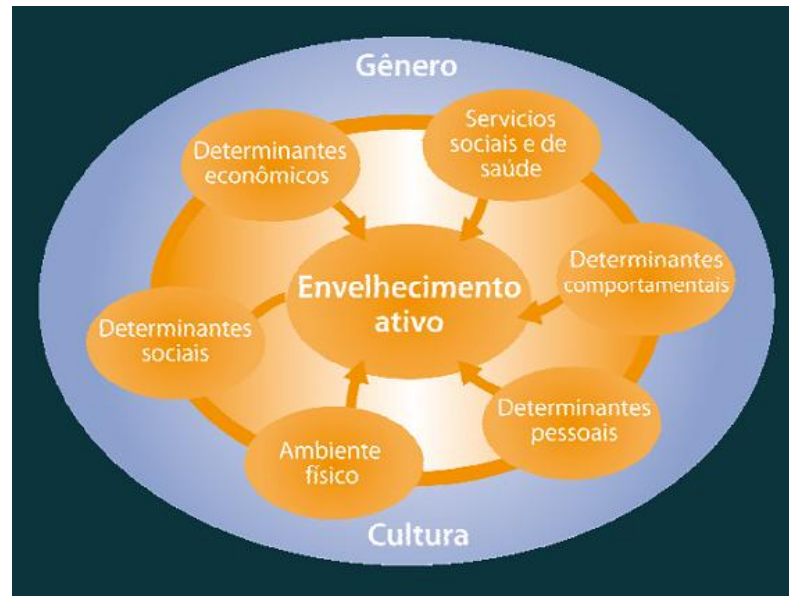 Gênero
Servicios
sociais e de
saúde
Determinantes
econômicos
Determinantes
comportamentais
Envelhecimento
ativo
Determinantes
sociais
Determinantes
pessoais
Ambiente
físico
Cultura